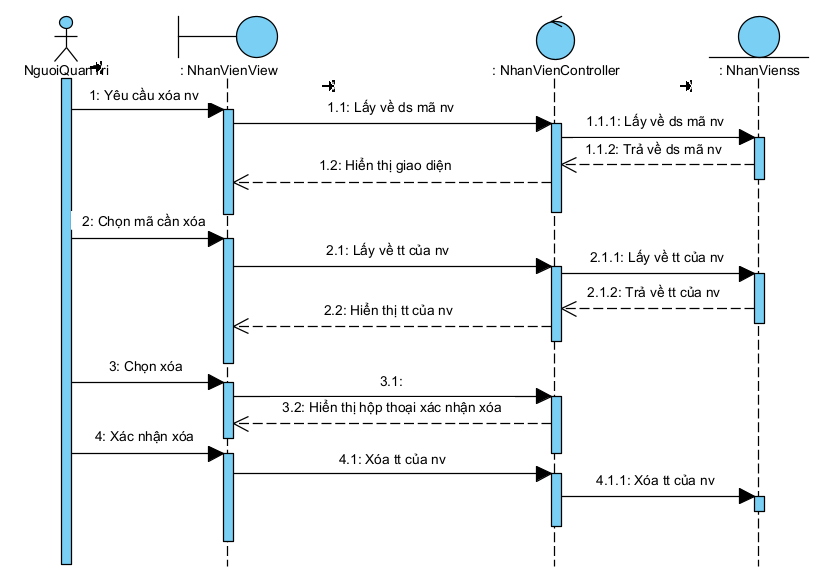 NguoiQuanTri
: NhanVienView
: NhanVienController
: NhanVienss
1: Yêu cầu xóa nv
1.1: Lấy về ds mã nv
1.1.1: Lấy về ds mã nv
1.1.2: Trả về ds mã nv
1.2: Hiển thị giao diện
2: Chọn mã cần xóa
2.1: Lấy về tt của nv
2.1.1: Lấy về tt của nv
2.1.2: Trả về tt của nv
2.2: Hiển thị tt của nv
3: Chọn xóa
3.1:
3.2: Hiển thị hộp thoại xác nhận xóa
4: Xác nhận xóa
4.1: Xóa tt của nv
4.1.1: Xóa tt của nv